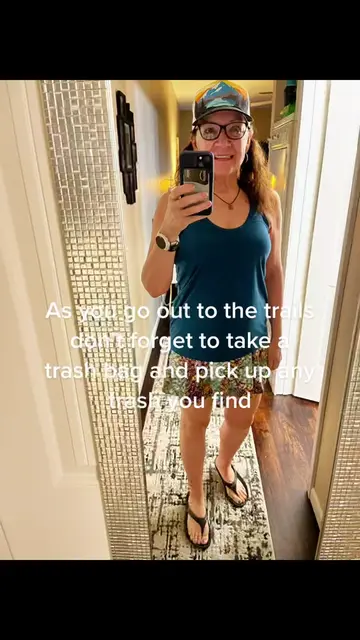 As you go out to the trails
don't forget to take a
trash bag and pick up any
trash you find